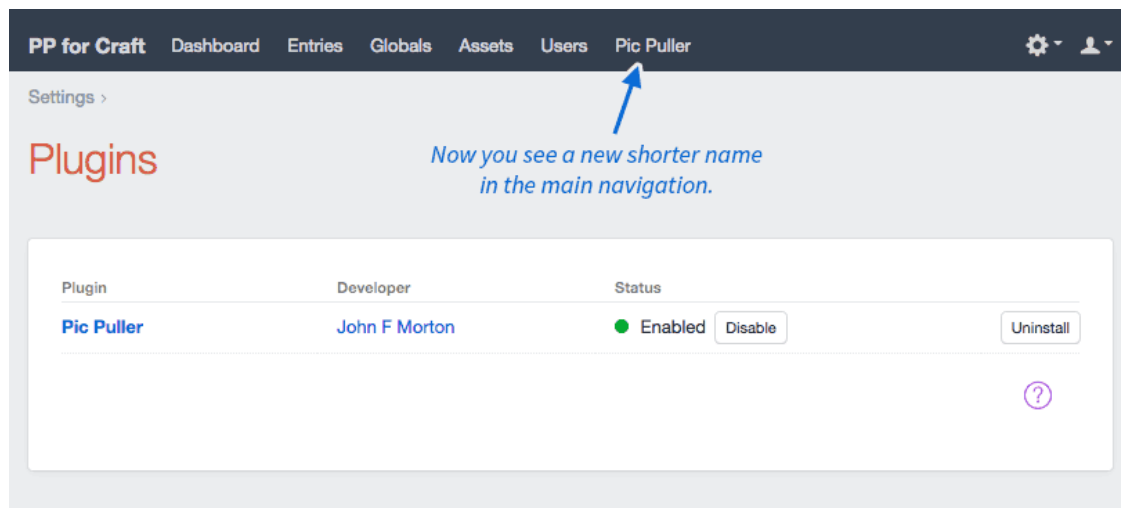 PP for Craft Dashboard Entries Globals Assets Users Pic Puller
Settings ›
Plugins
Now you see a new shorter name
in the main navigation.
Plugin Developer Status
Pic Puller John F Morton Enabled Disable Uninstall
?